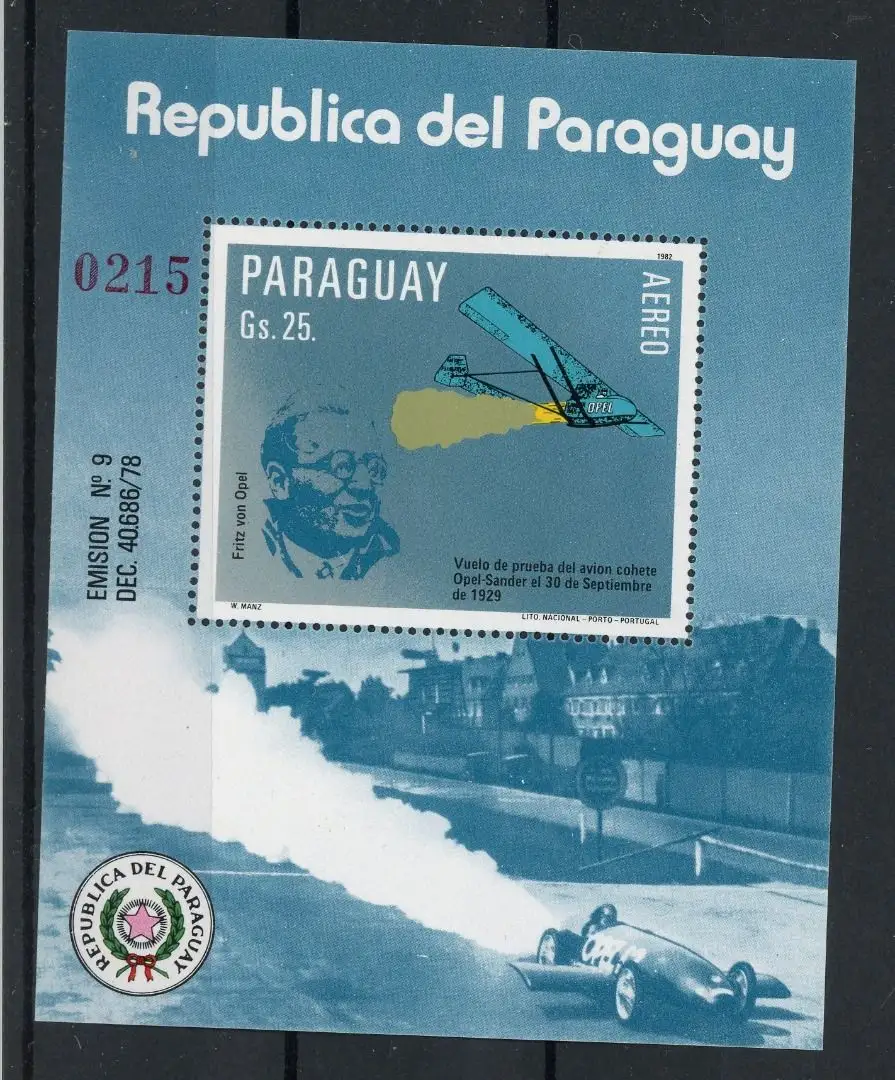 Republica del Paraguay
0215
1982
PARAGUAY
AEREO
Gs. 25.
OPEL
EMISION Nº 9
DEC. 40.686/78
Fritz von Opel
Vuelo de prueba del avion cohete
Opel-Sander el 30 de Septiembre
de 1929
W. MANZ
LITO. NACIONAL - PORTO - PORTUGAL
REPUBLICA DEL PARAGUAY
OPEL